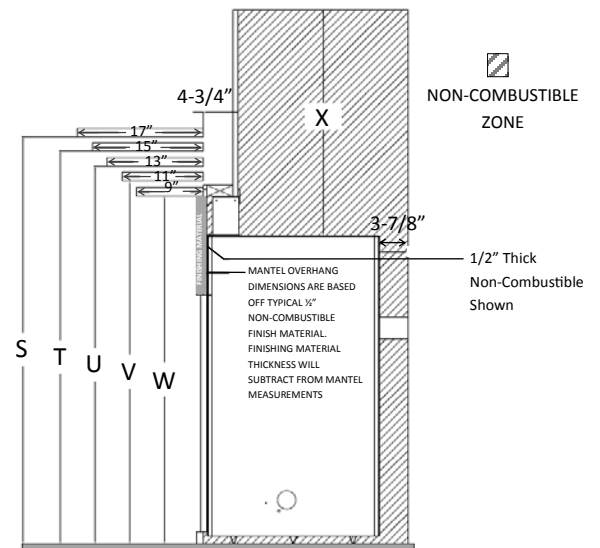 4-3/4”
NON-COMBUSTIBLE
ZONE
X
17”
15”
13”
11”
9”
3-7/8”
FINISHING MATERIAL
1/2” Thick
Non-Combustible
Shown
MANTEL OVERHANG
DIMENSIONS ARE BASED
OFF TYPICAL ½”
NON-COMBUSTIBLE
FINISH MATERIAL.
FINISHING MATERIAL
THICKNESS WILL
SUBTRACT FROM MANTEL
MEASUREMENTS
S
T
U
V
W